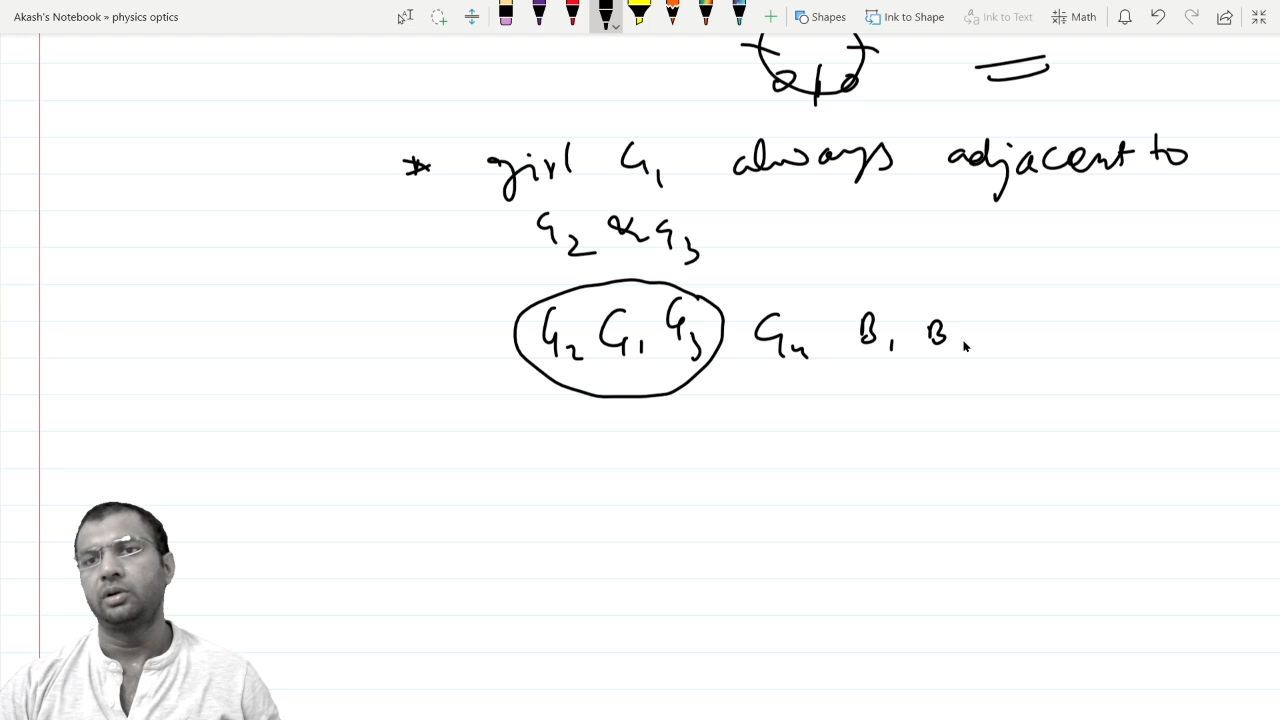 Akash's Notebook » physics optics
Shapes Ink to Shape Ink to Text Math
* girl G₁ always adjacent to
G₂ & G₃
G₂ G₁ G₃ G₄ B₁ B